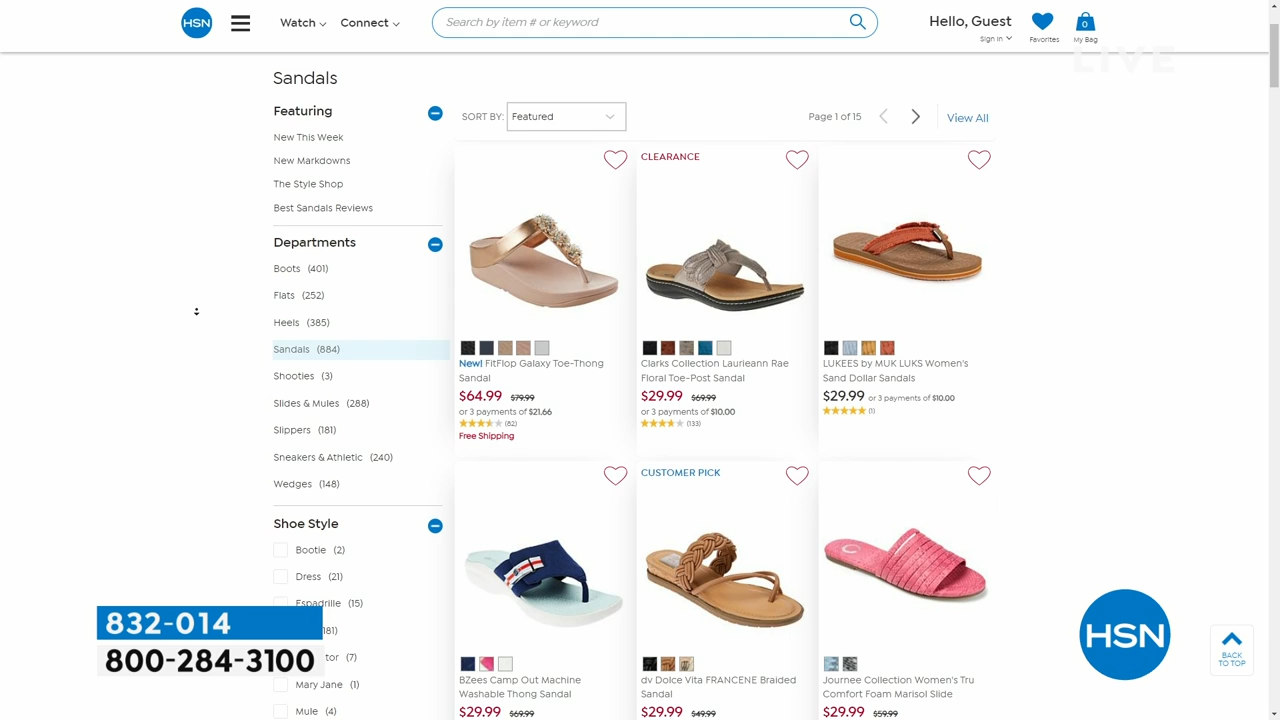 HSN
Watch
Connect
Search by item # or keyword
Hello, Guest
Sign In
Favorites
0
My Bag
LIVE
Sandals
Featuring
New This Week
New Markdowns
The Style Shop
Best Sandals Reviews
Departments
Boots (401)
Flats (252)
Heels (385)
Sandals (884)
Shooties (3)
Slides & Mules (288)
Slippers (181)
Sneakers & Athletic (240)
Wedges (148)
Shoe Style
Bootie (2)
Dress (21)
Espadrille (15)
(7)
Mary Jane (1)
Mule (4)
SORT BY: Featured
Page 1 of 15
View All
New! FitFlop Galaxy Toe-Thong
Sandal
$64.99 $79.99
or 3 payments of $21.66
(82)
Free Shipping
CLEARANCE
Clarks Collection Laurieann Rae
Floral Toe-Post Sandal
$29.99 $69.99
or 3 payments of $10.00
(133)
LUKEES by MUK LUKS Women's
Sand Dollar Sandals
$29.99 or 3 payments of $10.00
(1)
BZees Camp Out Machine
Washable Thong Sandal
$29.99 $69.99
CUSTOMER PICK
dv Dolce Vita FRANCENE Braided
Sandal
$29.99 $49.99
Journee Collection Women's Tru
Comfort Foam Marisol Slide
$29.99 $59.99
832-014
800-284-3100
HSN
BACK
TO TOP